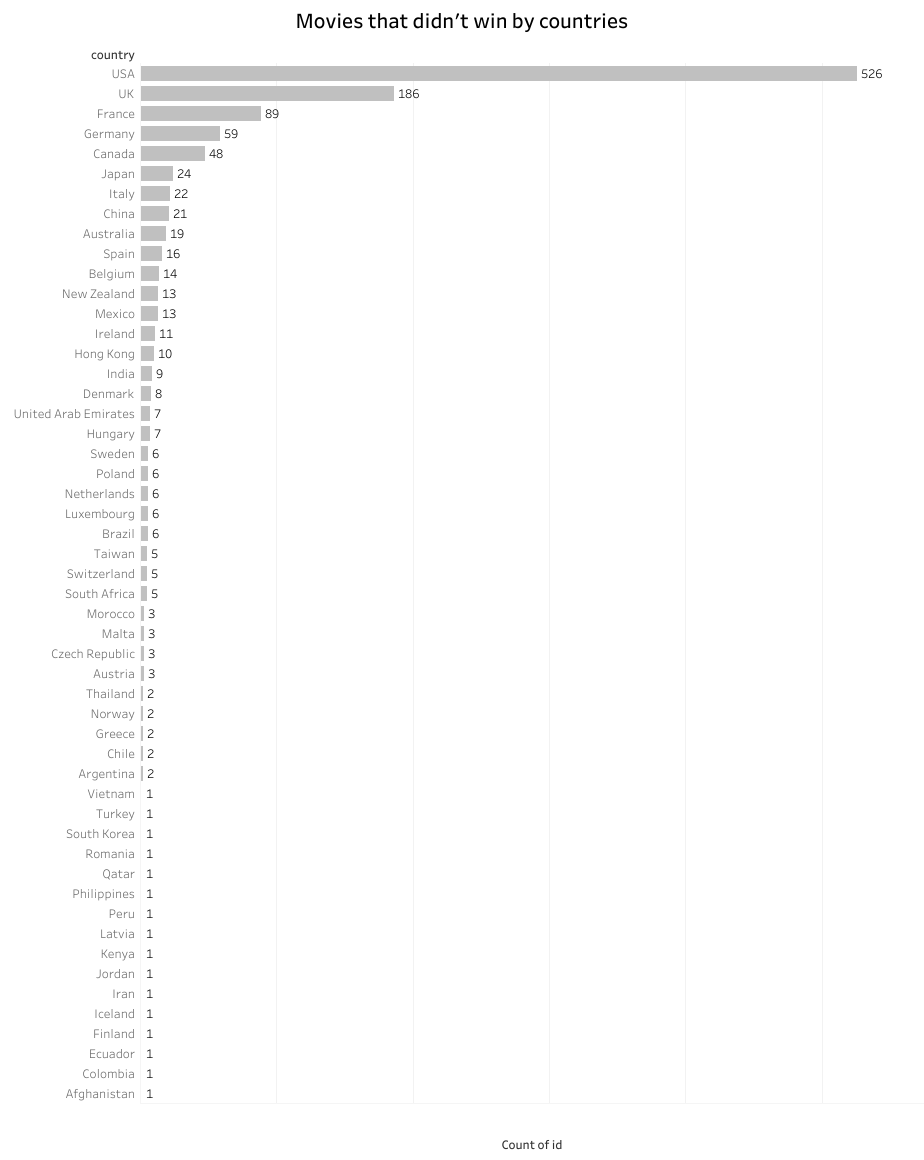 Movies that didn’t win by countries
country
USA 526
UK 186
France 89
Germany 59
Canada 48
Japan 24
Italy 22
China 21
Australia 19
Spain 16
Belgium 14
New Zealand 13
Mexico 13
Ireland 11
Hong Kong 10
India 9
Denmark 8
United Arab Emirates 7
Hungary 7
Sweden 6
Poland 6
Netherlands 6
Luxembourg 6
Brazil 6
Taiwan 5
Switzerland 5
South Africa 5
Morocco 3
Malta 3
Czech Republic 3
Austria 3
Thailand 2
Norway 2
Greece 2
Chile 2
Argentina 2
Vietnam 1
Turkey 1
South Korea 1
Romania 1
Qatar 1
Philippines 1
Peru 1
Latvia 1
Kenya 1
Jordan 1
Iran 1
Iceland 1
Finland 1
Ecuador 1
Colombia 1
Afghanistan 1
Count of id